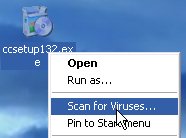 ccsetup132.ex
e
Open
Run as...
Scan for Viruses...
Pin to Start menu